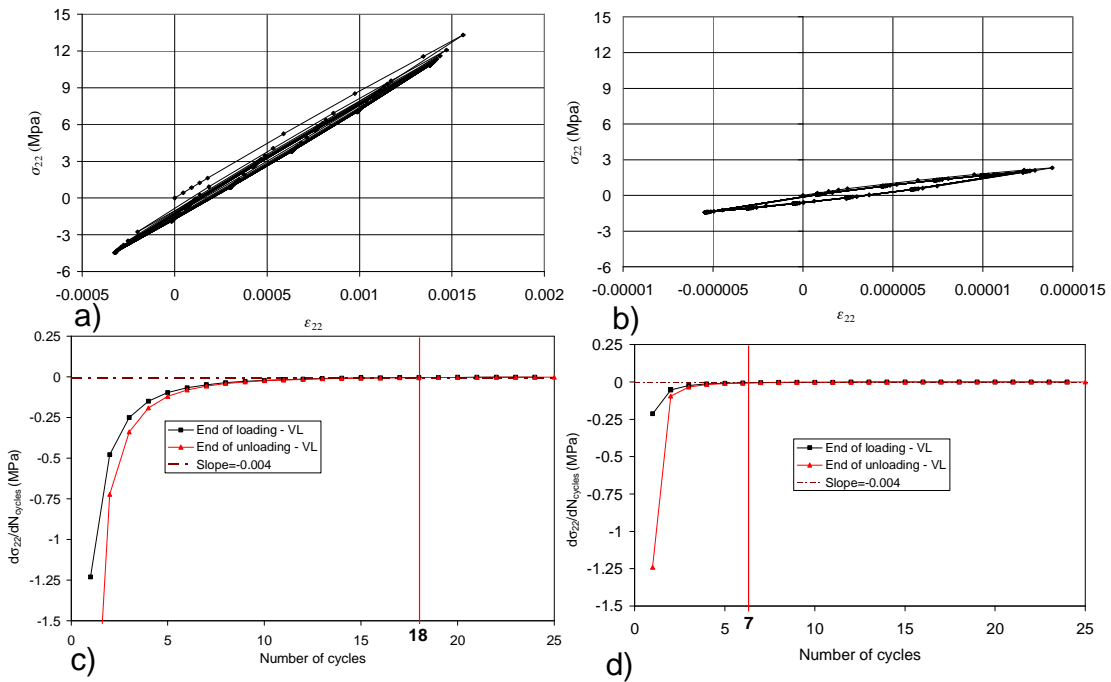 15
12
9
6
3
0
-3
-6
σ22 (Mpa)
-0.0005 0 0.0005 0.001 0.0015 0.002
a)
ε22
15
12
9
6
3
0
-3
-6
σ22 (Mpa)
-0.00001 -0.000005 0 0.000005 0.00001 0.000015
b)
ε22
0.25
0
-0.25
-0.5
-0.75
-1
-1.25
-1.5
dσ22/dNcycles (MPa)
End of loading - VL
End of unloading - VL
Slope=-0.004
0 5 10 15 18 20 25
c)
Number of cycles
0.25
0
-0.25
-0.5
-0.75
-1
-1.25
-1.5
dσ22/dNcycles (MPa)
End of loading - VL
End of unloading - VL
Slope=-0.004
0 5 7 10 15 20 25
d)
Number of cycles